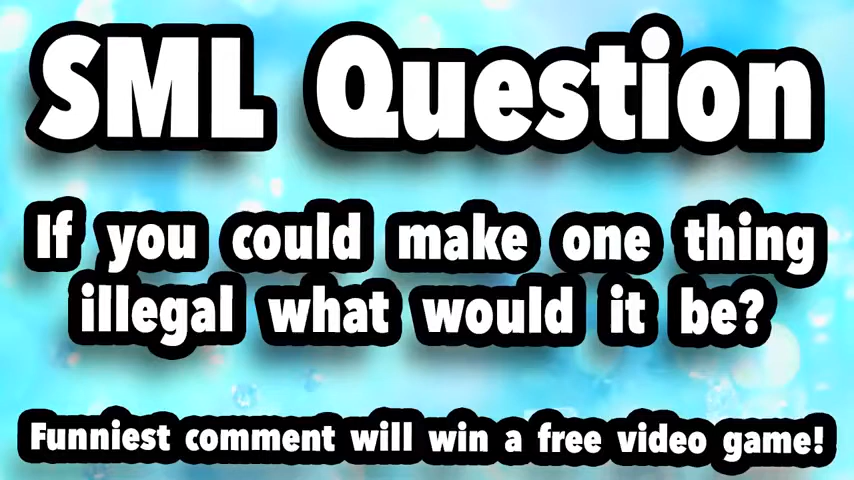 SML Question
If you could make one thing
illegal what would it be?
Funniest comment will win a free video game!